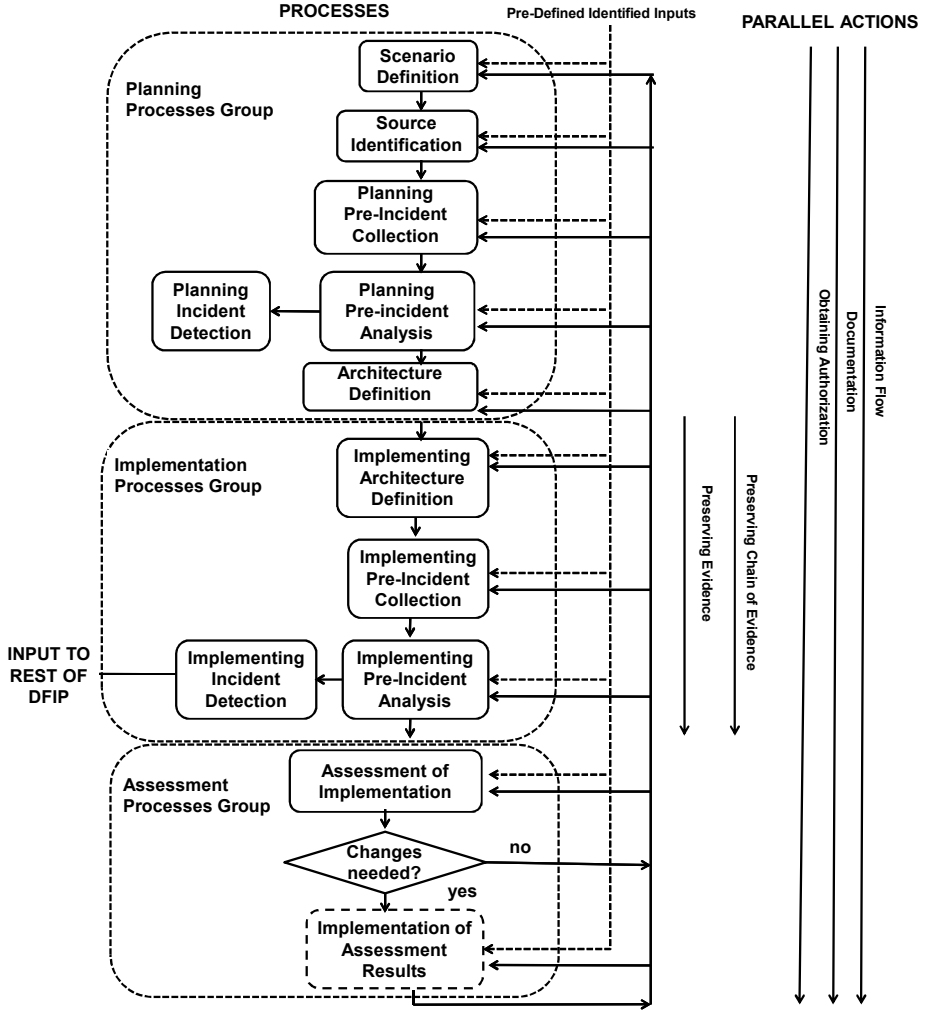 PROCESSES
Pre-Defined Identified Inputs
PARALLEL ACTIONS
Planning
Processes Group
Scenario
Definition
Source
Identification
Planning
Pre-Incident
Collection
Planning
Incident
Detection
Planning
Pre-incident
Analysis
Architecture
Definition
Obtaining Authorization
Documentation
Information Flow
Implementation
Processes Group
Implementing
Architecture
Definition
Implementing
Pre-Incident
Collection
Preserving Evidence
Preserving Chain of Evidence
INPUT TO
REST OF
DFIP
Implementing
Incident
Detection
Implementing
Pre-Incident
Analysis
Assessment
Processes Group
Assessment of
Implementation
Changes
needed?
no
yes
Implementation of
Assessment
Results